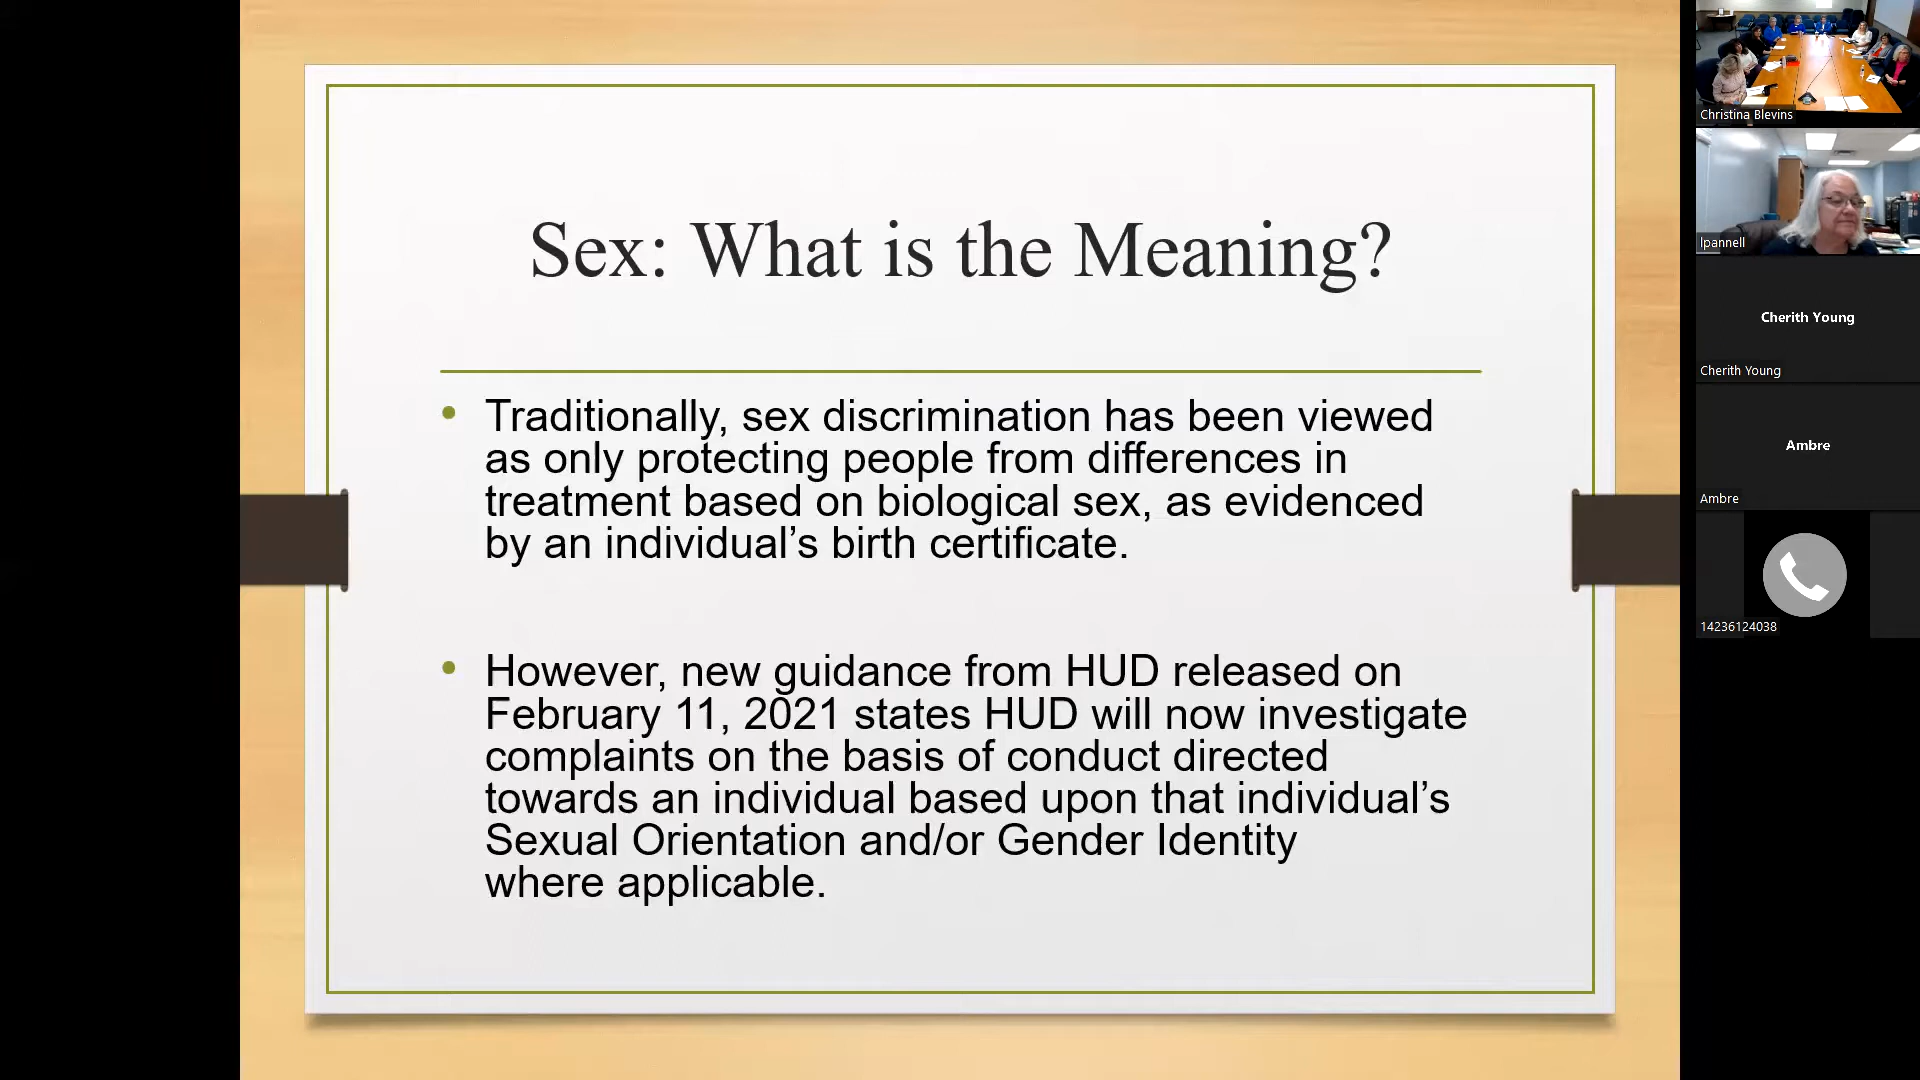 Sex: What is the Meaning?
• Traditionally, sex discrimination has been viewed
as only protecting people from differences in
treatment based on biological sex, as evidenced
by an individual’s birth certificate.
• However, new guidance from HUD released on
February 11, 2021 states HUD will now investigate
complaints on the basis of conduct directed
towards an individual based upon that individual’s
Sexual Orientation and/or Gender Identity
where applicable.
Christina Blevins
lpannell
Cherith Young
Cherith Young
Ambre
Ambre
14236124038